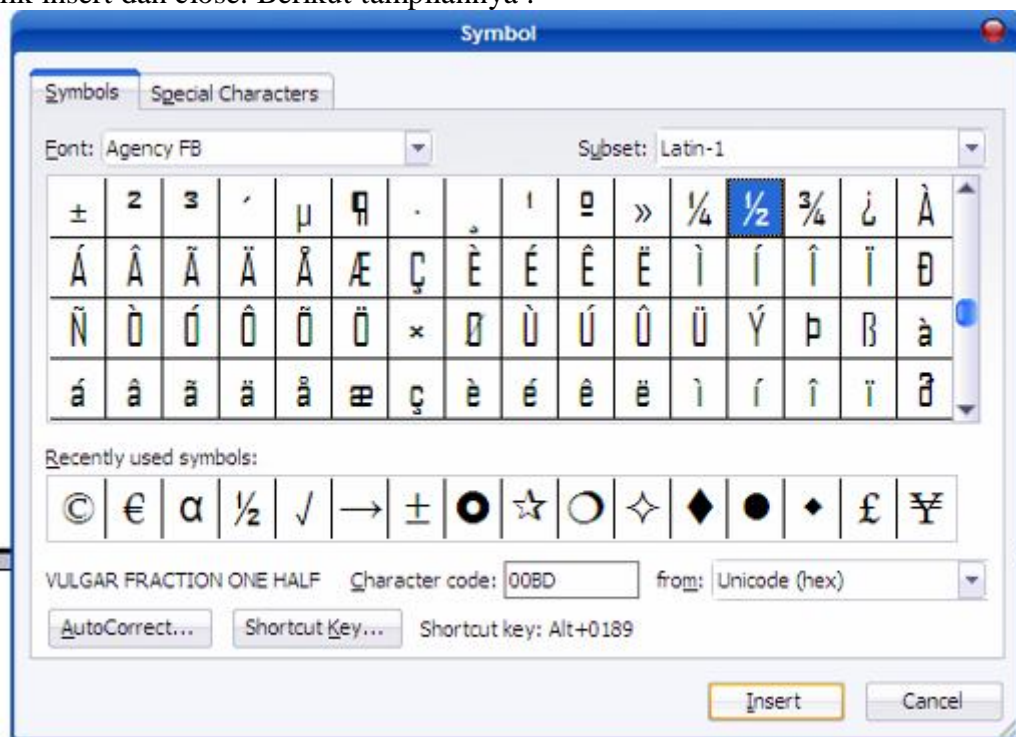 insert dan close. Berikut tampilannya :
Symbol
Symbols Special Characters
Font: Agency FB Subset: Latin-1
± ² ³ ´ µ ¶ · ¸ ¹ º » ¼ ½ ¾ ¿ À
Á Â Ã Ä Å Æ Ç È É Ê Ë Ì Í Î Ï Ð
Ñ Ò Ó Ô Õ Ö × Ø Ù Ú Û Ü Ý Þ ß à
á â ã ä å æ ç è é ê ë ì í î ï ð
Recently used symbols:
© € α ½ √ → ± ✪ ☆ ❍ ✧ ♦ ● ⬥ £ ¥
VULGAR FRACTION ONE HALF Character code: 00BD from: Unicode (hex)
AutoCorrect... Shortcut Key... Shortcut key: Alt+0189
Insert Cancel